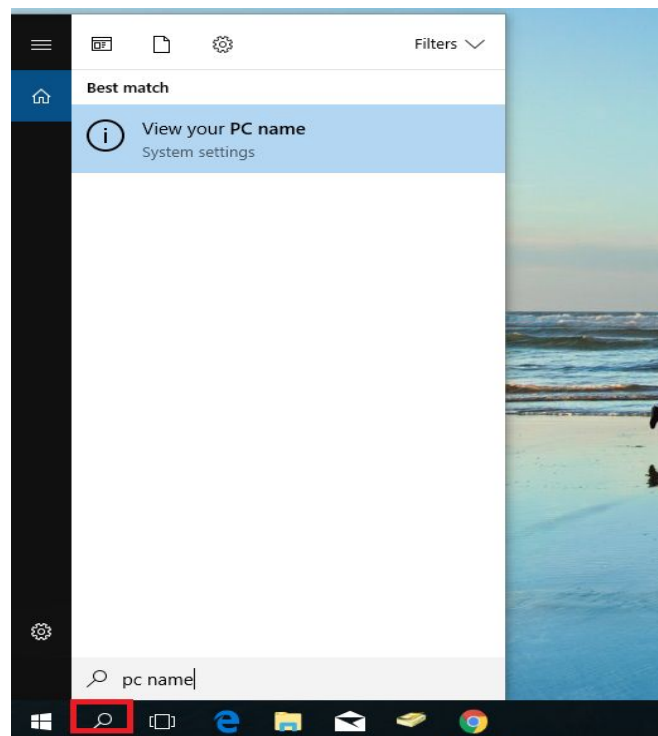 Filters
Best match
View your PC name
System settings
pc name